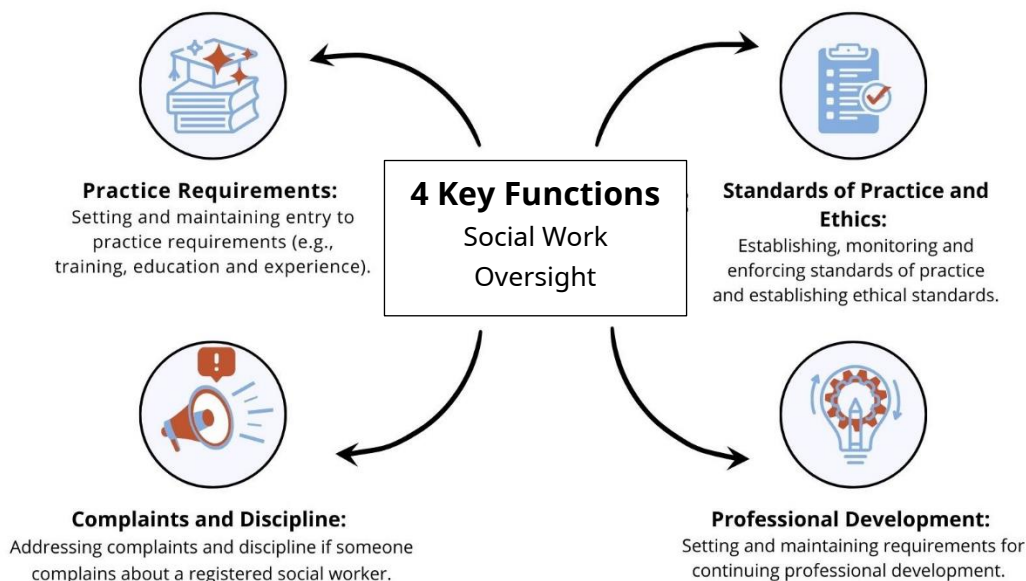 4 Key Functions
Social Work
Oversight
Practice Requirements:
Setting and maintaining entry to
practice requirements (e.g.,
training, education and experience).
Standards of Practice and
Ethics:
Establishing, monitoring and
enforcing standards of practice
and establishing ethical standards.
!
Complaints and Discipline:
Addressing complaints and discipline if someone
complains about a registered social worker.
Professional Development:
Setting and maintaining requirements for
continuing professional development.